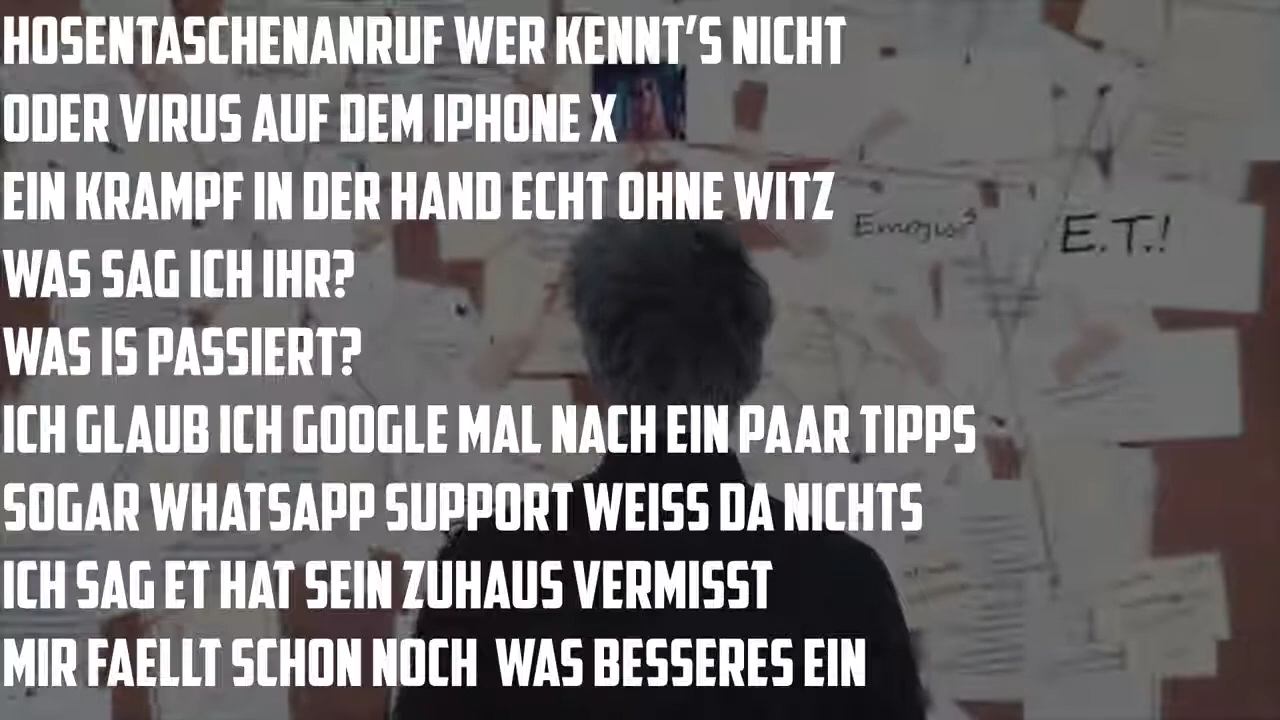 HOSENTASCHENANRUF WER KENNT'S NICHT
ODER VIRUS AUF DEM IPHONE X
EIN KRAMPF IN DER HAND ECHT OHNE WITZ
Emojis?
E.T.!
WAS SAG ICH IHR?
WAS IS PASSIERT?
ICH GLAUB ICH GOOGLE MAL NACH EIN PAAR TIPPS
SOGAR WHATSAPP SUPPORT WEISS DA NICHTS
ICH SAG ET HAT SEIN ZUHAUS VERMISST
MIR FAELLT SCHON NOCH WAS BESSERES EIN